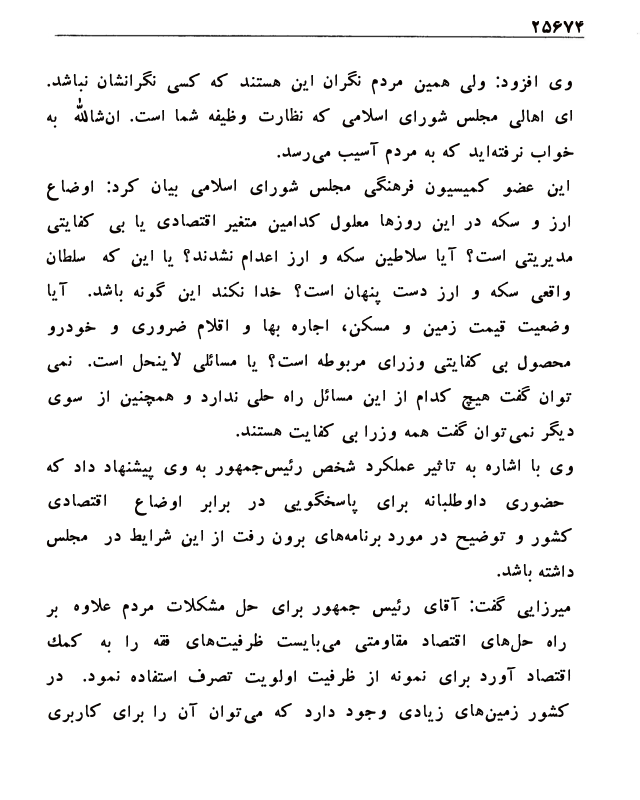 ۲۵۶۷۴
وی افزود: ولی همین مردم نگران این هستند که کسی نگرانشان نباشد.
ای اهالی مجلس شورای اسلامی که نظارت وظیفه شما است. ان‌شالله به
خواب نرفته‌اید که به مردم آسیب می‌رسد.
این عضو کمیسیون فرهنگی مجلس شورای اسلامی بیان کرد: اوضاع
ارز و سکه در این روزها معلول کدامین متغیر اقتصادی یا بی کفایتی
مدیریتی است؟ آیا سلاطین سکه و ارز اعدام نشدند؟ یا این که سلطان
واقعی سکه و ارز دست پنهان است؟ خدا نکند این گونه باشد. آیا
وضعیت قیمت زمین و مسکن، اجاره بها و اقلام ضروری و خودرو
محصول بی کفایتی وزرای مربوطه است؟ یا مسائلی لاینحل است. نمی
توان گفت هیچ کدام از این مسائل راه حلی ندارد و همچنین از سوی
دیگر نمی‌توان گفت همه وزرا بی کفایت هستند.
وی با اشاره به تاثیر عملکرد شخص رئیس‌جمهور به وی پیشنهاد داد که
حضوری داوطلبانه برای پاسخگویی در برابر اوضاع اقتصادی
کشور و توضیح در مورد برنامه‌های برون رفت از این شرایط در مجلس
داشته باشد.
میرزایی گفت: آقای رئیس جمهور برای حل مشکلات مردم علاوه بر
راه حل‌های اقتصاد مقاومتی می‌بایست ظرفیت‌های فقه را به کمك
اقتصاد آورد برای نمونه از ظرفیت اولویت تصرف استفاده نمود. در
کشور زمین‌های زیادی وجود دارد که می‌توان آن را برای کاربری